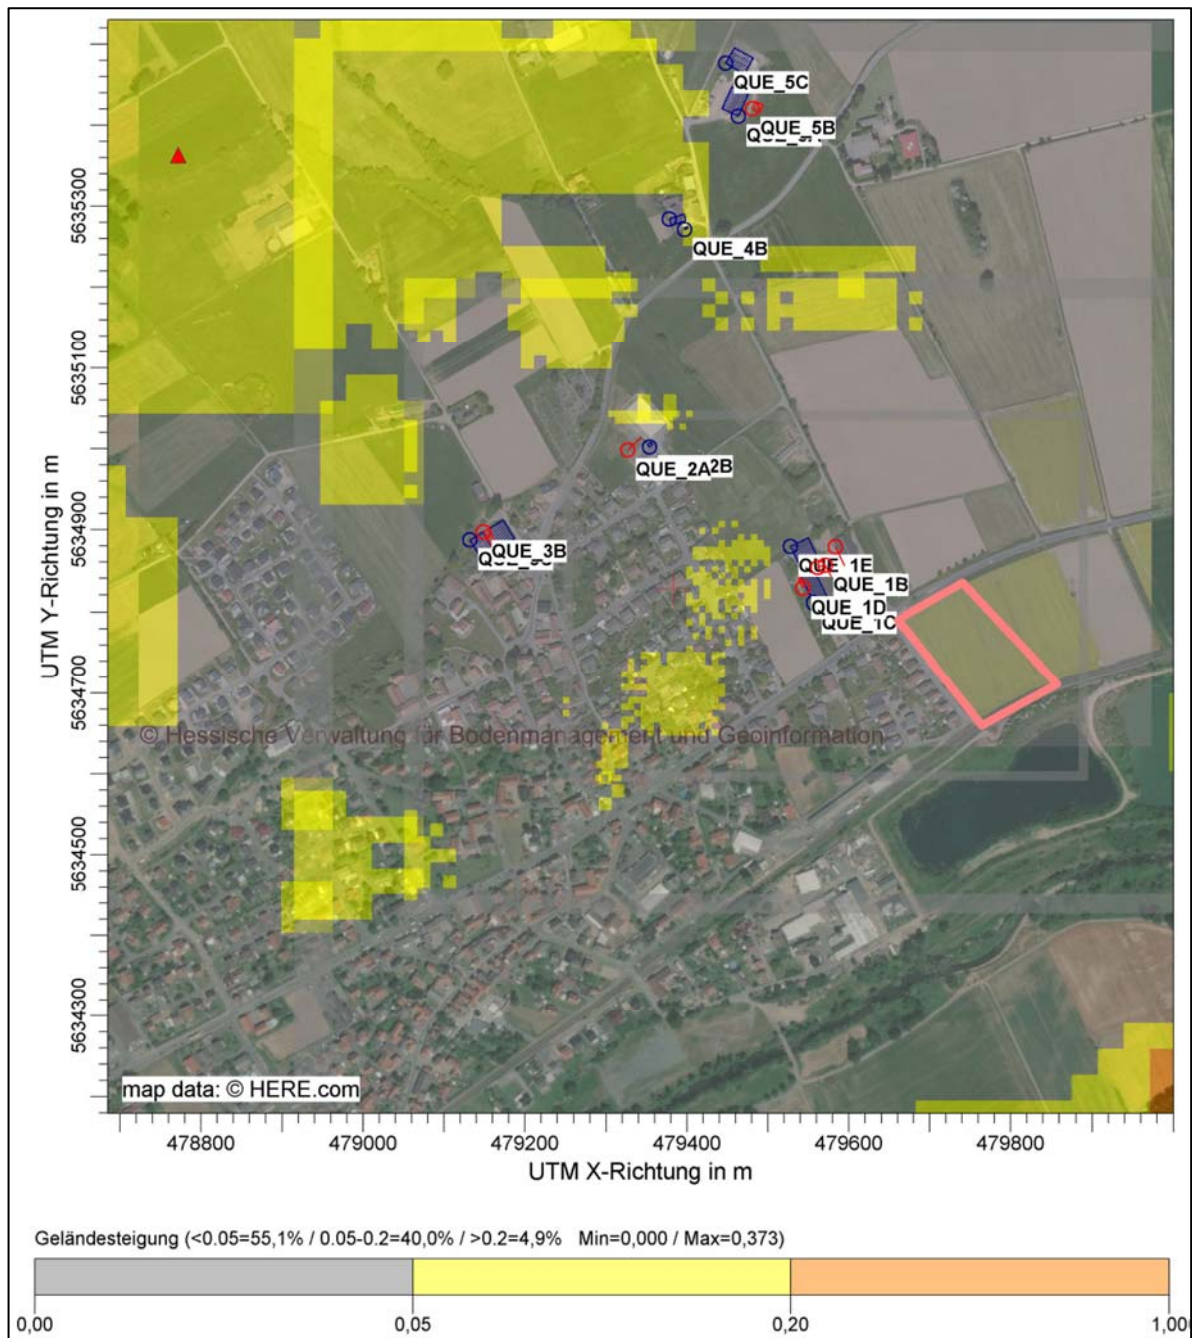 QUE_5C
QUE_5B
QUE_4B
QUE_2A
2B
QUE_3B
QUE_1E
QUE_1B
QUE_1D
QUE_1C
© Hessische Verwaltung für Bodenmanagement und Geoinformation
map data: © HERE.com
5635300
5635100
5634900
5634700
5634500
5634300
UTM Y-Richtung in m
478800 479000 479200 479400 479600 479800
UTM X-Richtung in m
Geländesteigung (<0.05=55,1% / 0.05-0.2=40,0% / >0.2=4,9% Min=0,000 / Max=0,373)
0,00 0,05 0,20 1,00